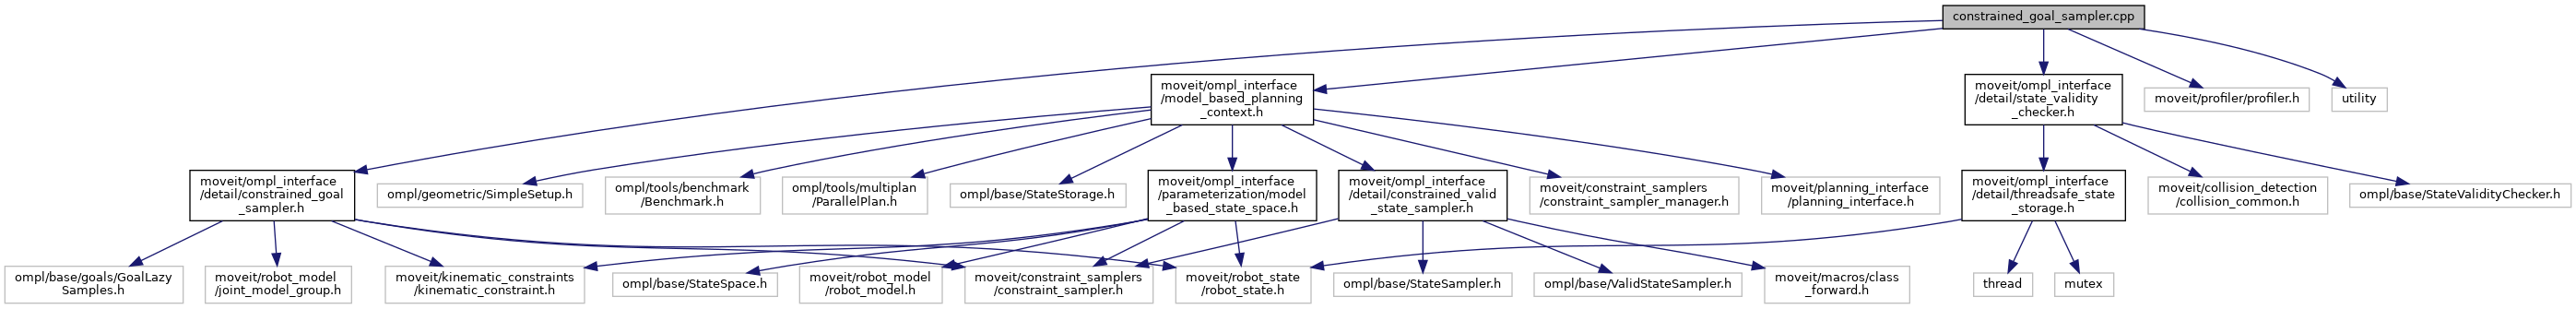 constrained_goal_sampler.cpp
moveit/ompl_interface
/model_based_planning
_context.h
moveit/ompl_interface
/detail/state_validity
_checker.h
moveit/profiler/profiler.h
utility
moveit/ompl_interface
/detail/constrained_goal
_sampler.h
ompl/geometric/SimpleSetup.h
ompl/tools/benchmark
/Benchmark.h
ompl/tools/multiplan
/ParallelPlan.h
ompl/base/StateStorage.h
moveit/ompl_interface
/parameterization/model
_based_state_space.h
moveit/ompl_interface
/detail/constrained_valid
_state_sampler.h
moveit/constraint_samplers
/constraint_sampler_manager.h
moveit/planning_interface
/planning_interface.h
moveit/ompl_interface
/detail/threadsafe_state
_storage.h
moveit/collision_detection
/collision_common.h
ompl/base/StateValidityChecker.h
ompl/base/goals/GoalLazy
Samples.h
moveit/robot_model
/joint_model_group.h
moveit/kinematic_constraints
/kinematic_constraint.h
ompl/base/StateSpace.h
moveit/robot_model
/robot_model.h
moveit/constraint_samplers
/constraint_sampler.h
moveit/robot_state
/robot_state.h
ompl/base/StateSampler.h
ompl/base/ValidStateSampler.h
moveit/macros/class
_forward.h
thread
mutex